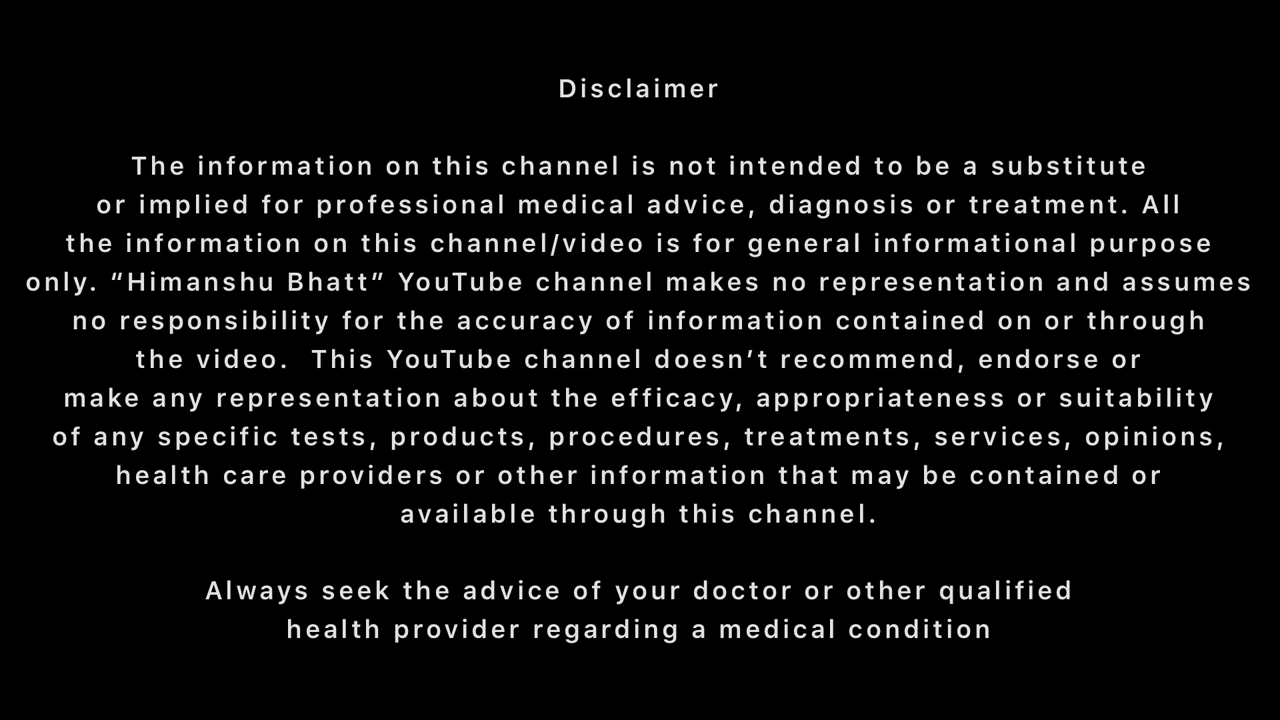 Disclaimer
The information on this channel is not intended to be a substitute
or implied for professional medical advice, diagnosis or treatment. All
the information on this channel/video is for general informational purpose
only. “Himanshu Bhatt” YouTube channel makes no representation and assumes
no responsibility for the accuracy of information contained on or through
the video.  This YouTube channel doesn’t recommend, endorse or
make any representation about the efficacy, appropriateness or suitability
of any specific tests, products, procedures, treatments, services, opinions,
health care providers or other information that may be contained or
available through this channel.
Always seek the advice of your doctor or other qualified
health provider regarding a medical condition